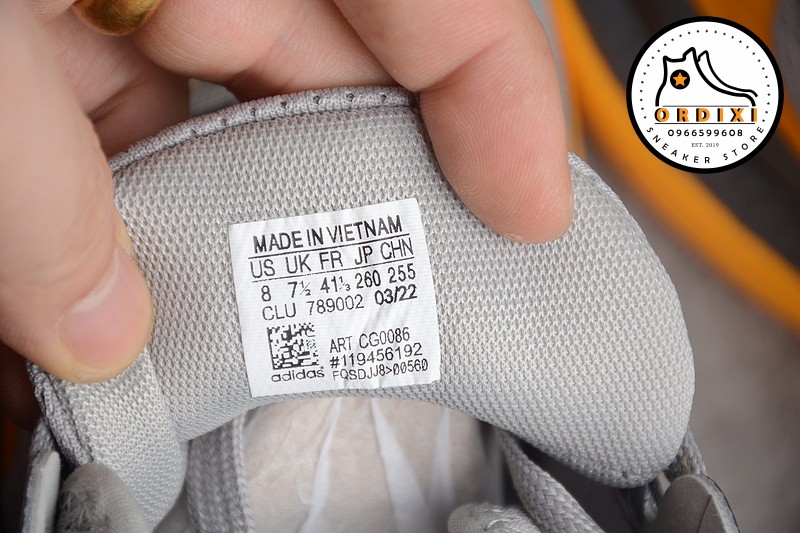 MADE IN VIETNAM
US UK FR JP CHN
8 7½ 41⅓ 260 255
CLU 789002 03/22
ART CG0086
#119456192
adidas FQSDJJ8>00560
ORDIXI
0966599608
EST. 2019
SNEAKER STORE